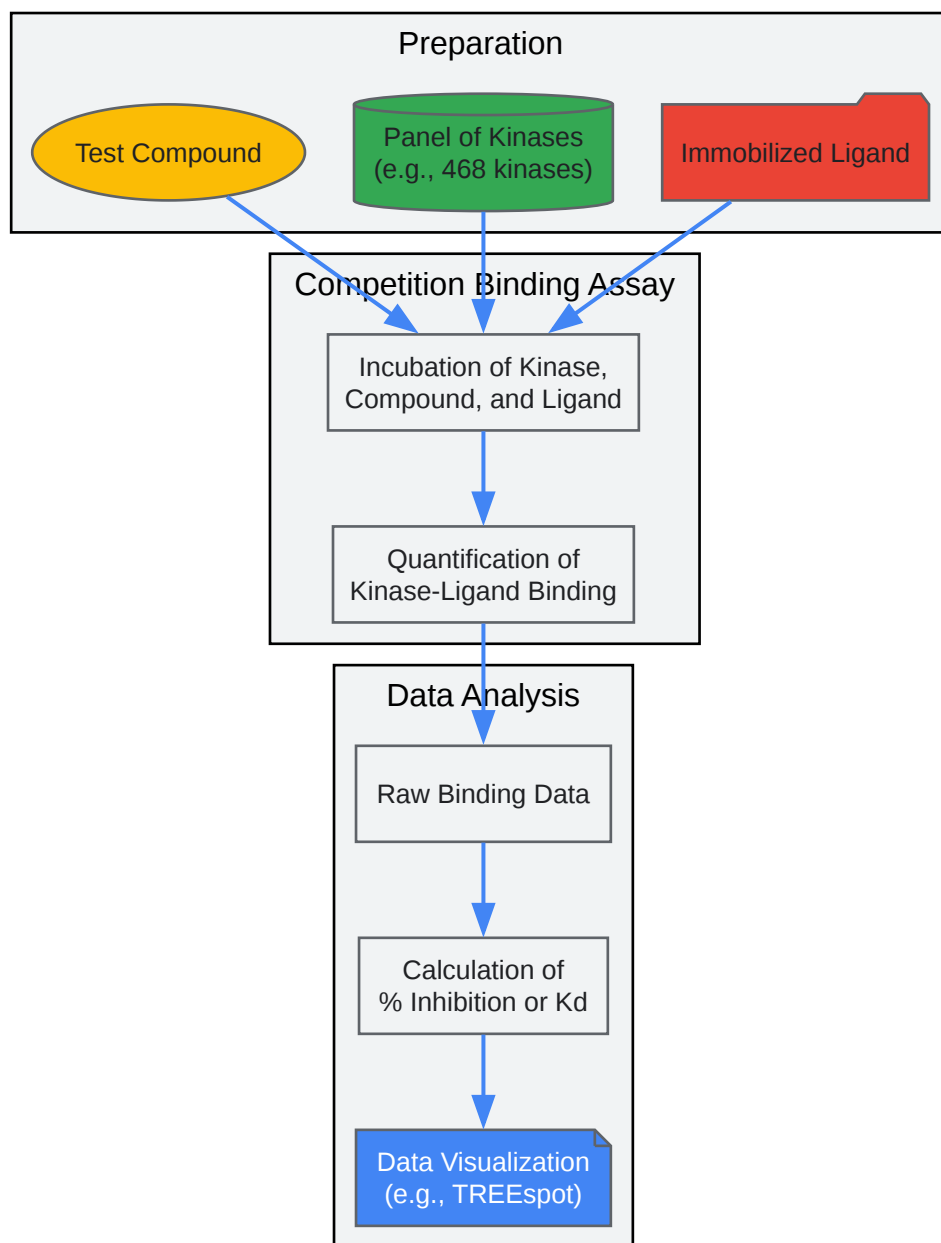 Preparation
Test Compound
Panel of Kinases
(e.g., 468 kinases)
Immobilized Ligand
Competition Binding Assay
Incubation of Kinase,
Compound, and Ligand
Quantification of
Kinase-Ligand Binding
Data Analysis
Raw Binding Data
Calculation of
% Inhibition or Kd
Data Visualization
(e.g., TREEspot)